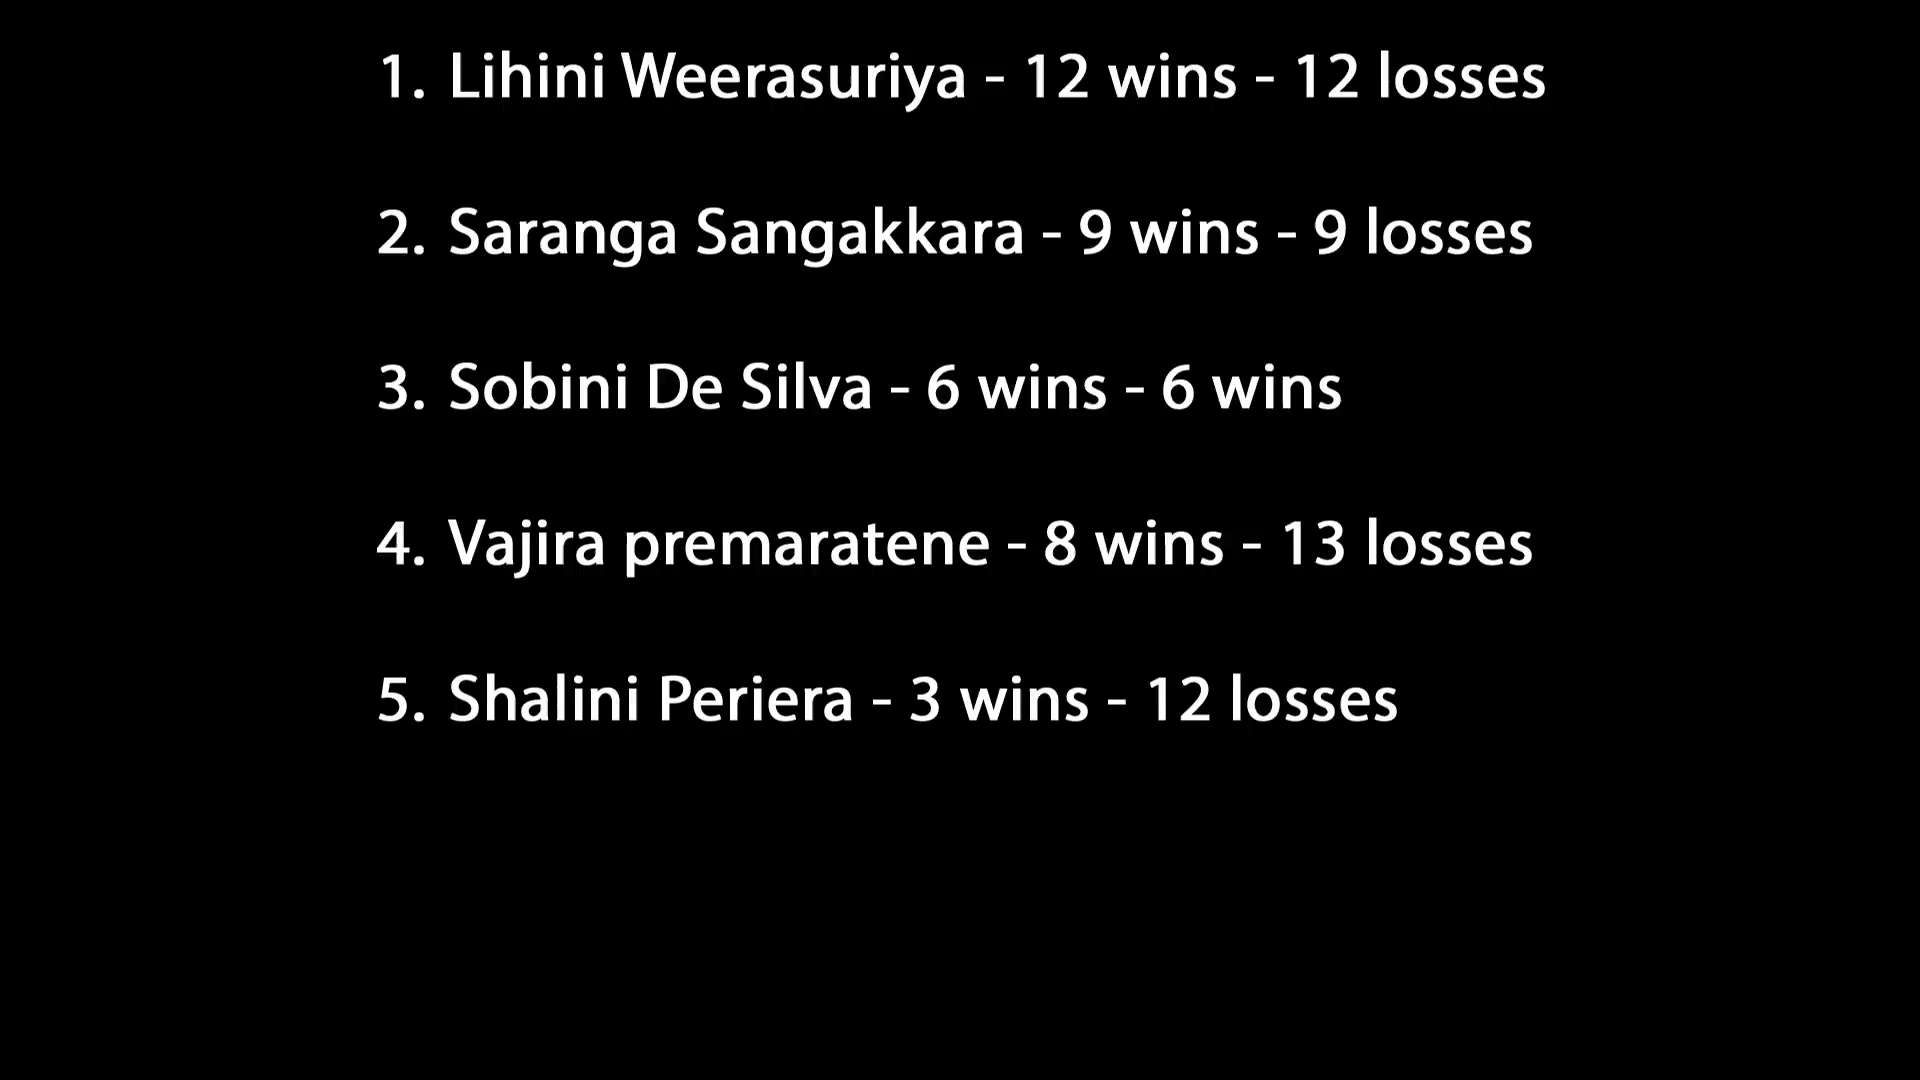 1. Lihini Weerasuriya - 12 wins - 12 losses
2. Saranga Sangakkara - 9 wins - 9 losses
3. Sobini De Silva - 6 wins - 6 wins
4. Vajira premaratene - 8 wins - 13 losses
5. Shalini Periera - 3 wins - 12 losses